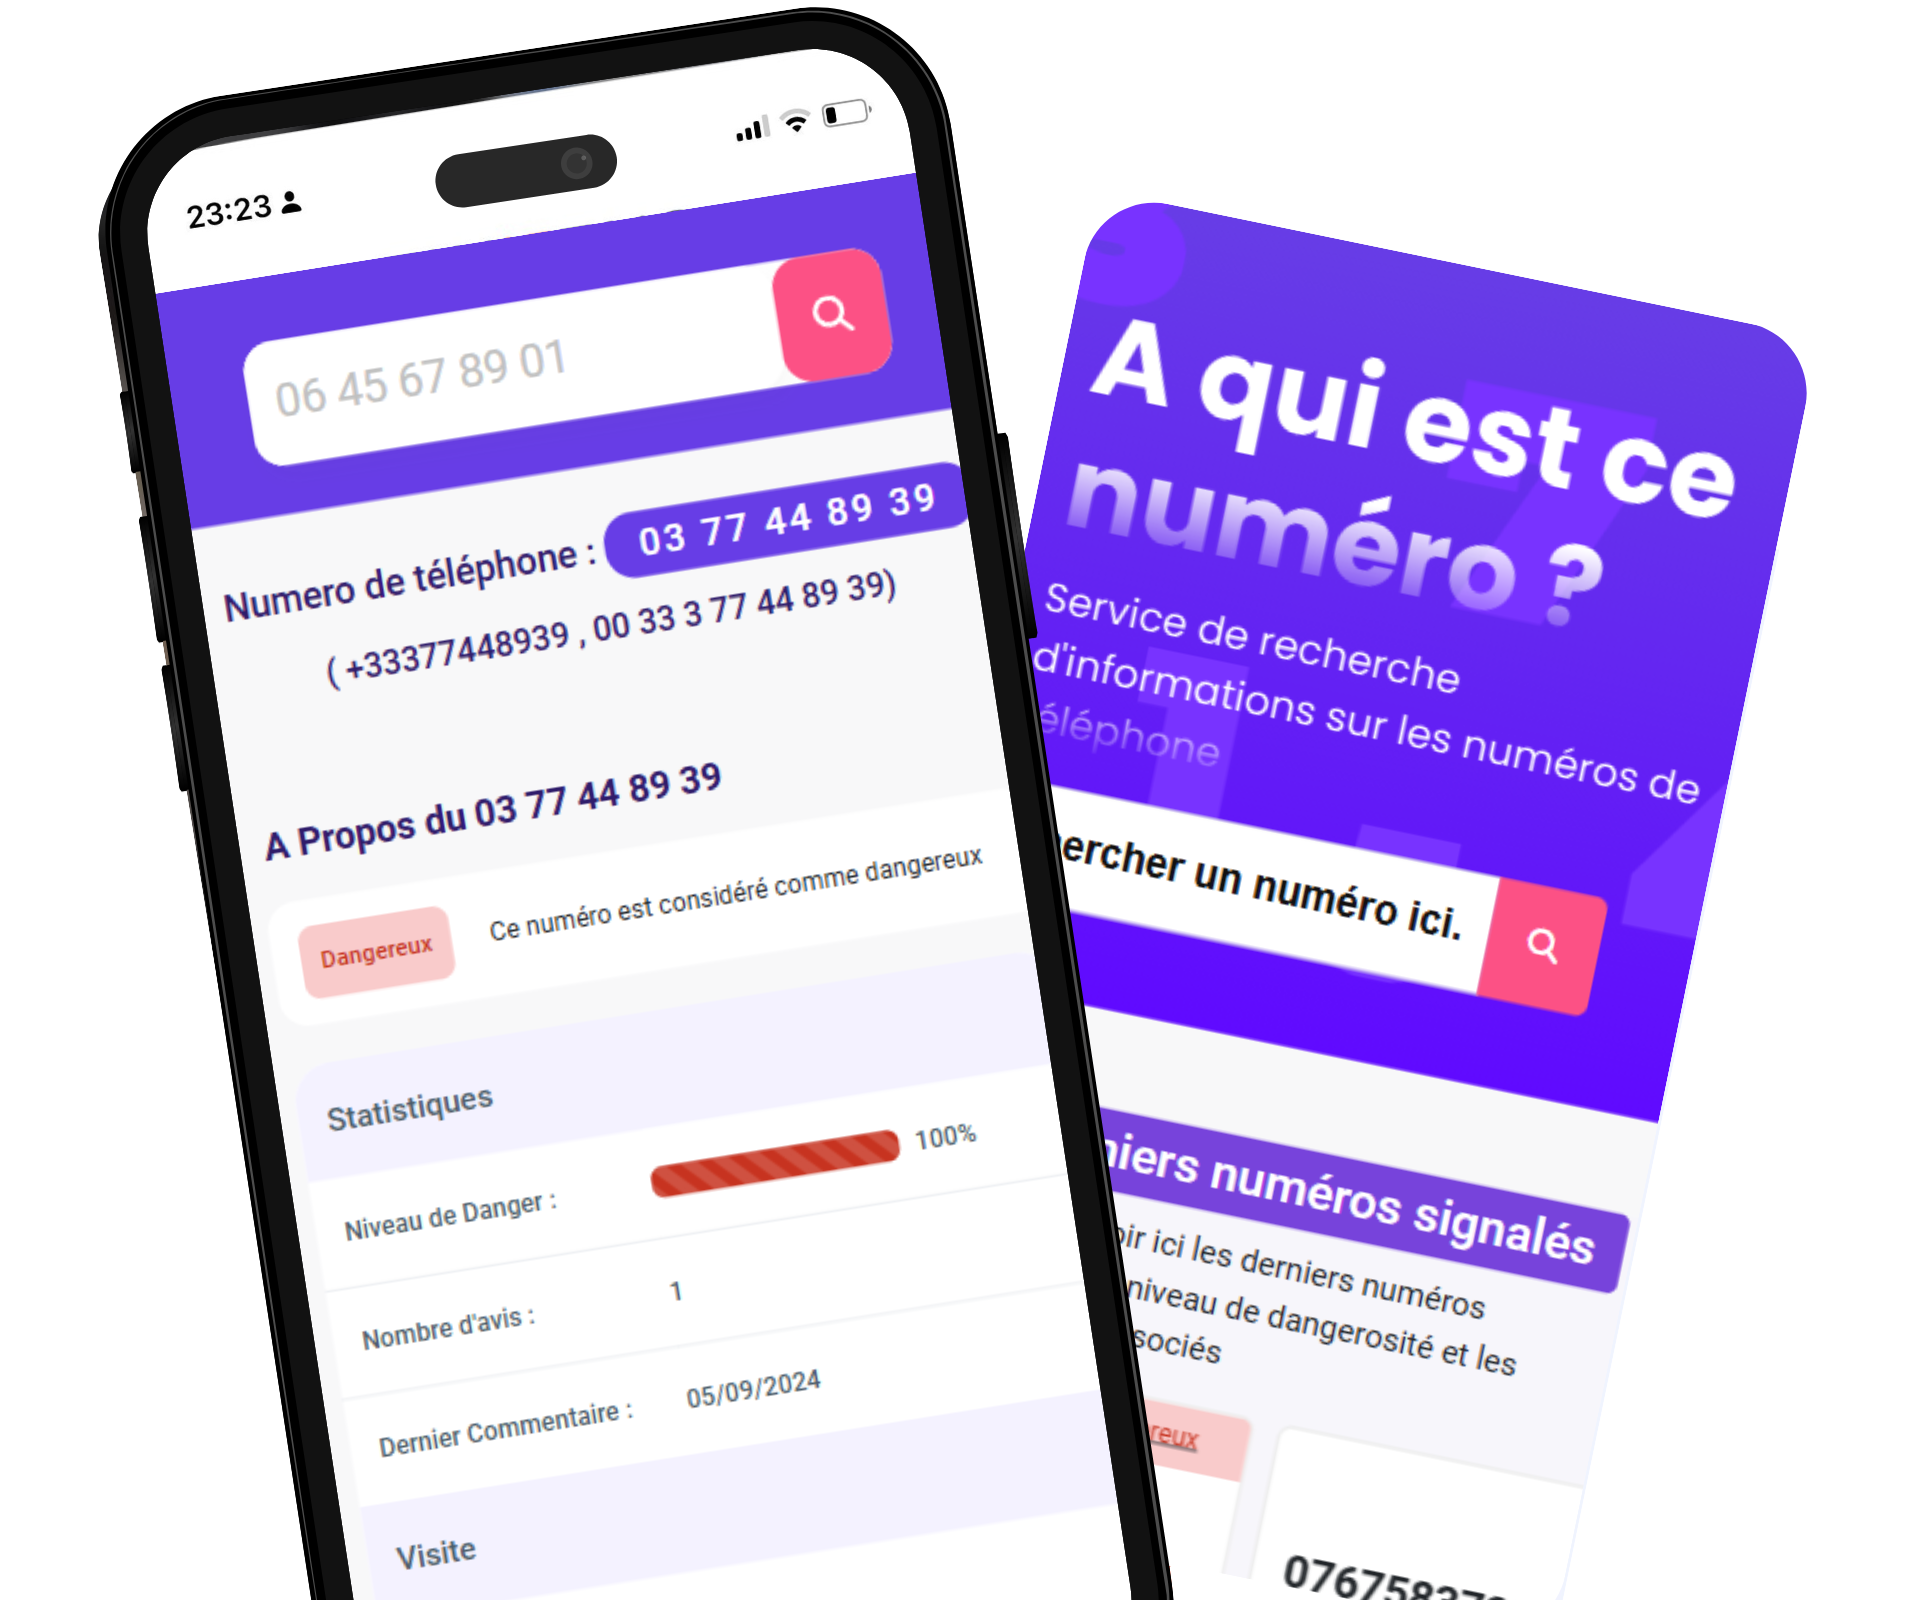 23:23
06 45 67 89 01
Numero de téléphone : 03 77 44 89 39
( +33377448939 , 00 33 3 77 44 89 39)
A Propos du 03 77 44 89 39
Dangereux Ce numéro est considéré comme dangereux
Statistiques
Niveau de Danger : 100%
Nombre d'avis : 1
Dernier Commentaire : 05/09/2024
Visite
A qui est ce
numéro ?
Service de recherche
d'informations sur les numéros de
éléphone
ercher un numéro ici.
niers numéros signalés
oir ici les derniers numéros
niveau de dangerosité et les
sociés
reux